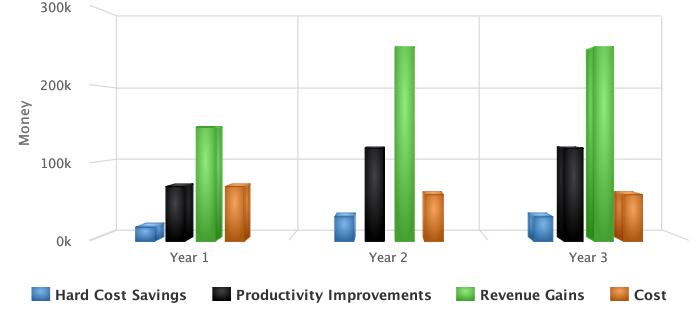 300k
200k
100k
0k
Money
Year 1 Year 2 Year 3
Hard Cost Savings Productivity Improvements Revenue Gains Cost